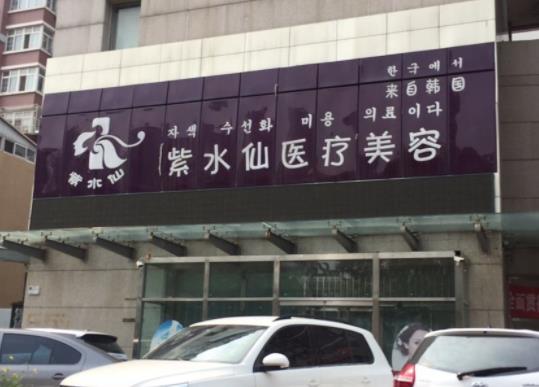 한국에서
来自韩国
자색 수선화 미용 의료이다
紫水仙医疗美容
紫水仙